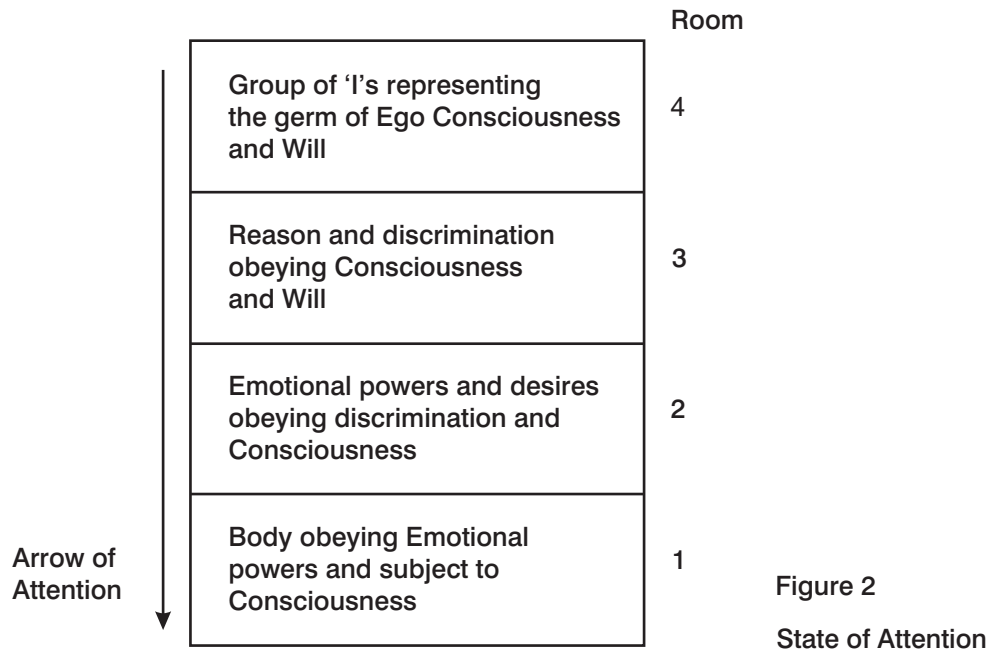 Room
Group of ‘I’s representing
the germ of Ego Consciousness
and Will
4
Reason and discrimination
obeying Consciousness
and Will
3
Emotional powers and desires
obeying discrimination and
Consciousness
2
Body obeying Emotional
powers and subject to
Consciousness
1
Arrow of
Attention
Figure 2
State of Attention